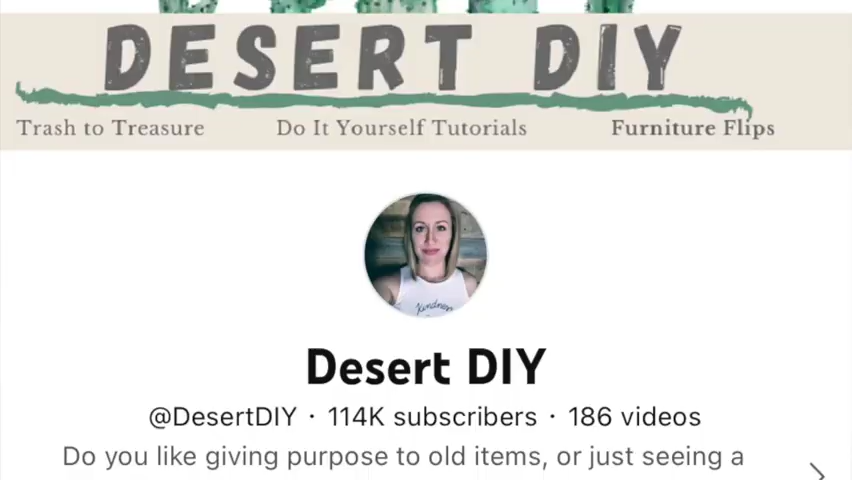 DESERT DIY
Trash to Treasure Do It Yourself Tutorials Furniture Flips
Desert DIY
@DesertDIY · 114K subscribers · 186 videos
Do you like giving purpose to old items, or just seeing a